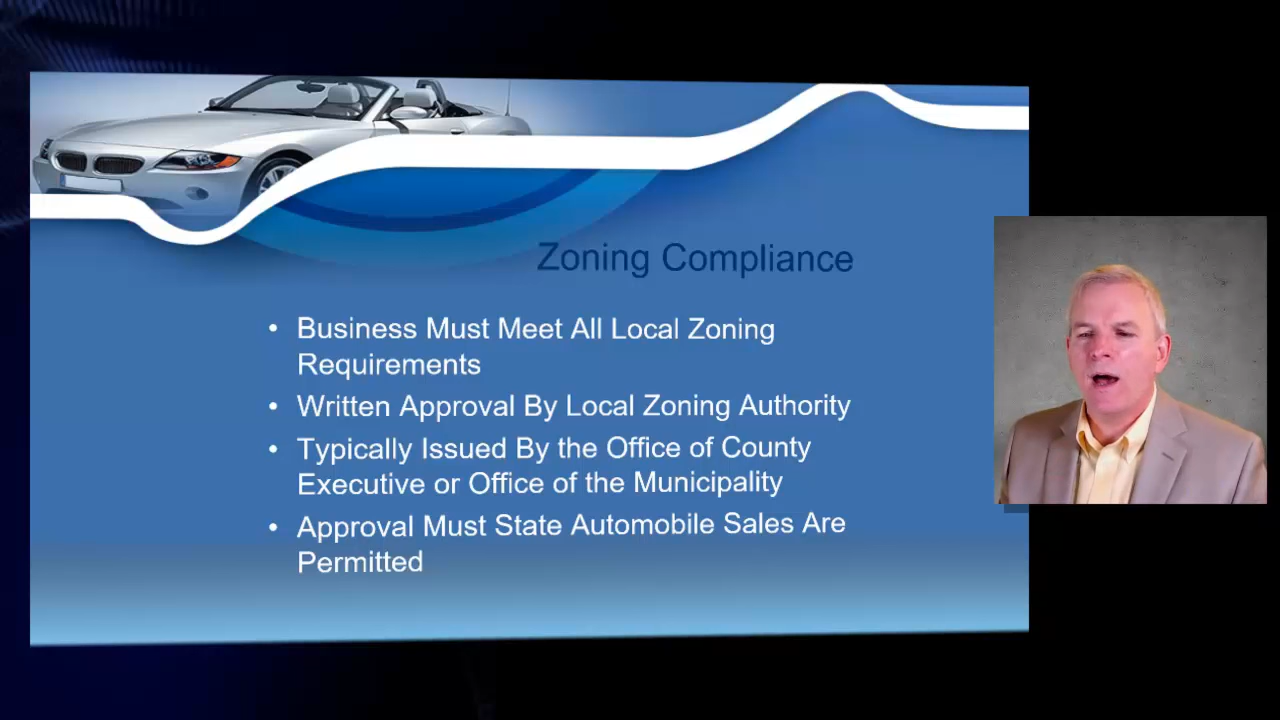 Zoning Compliance
• Business Must Meet All Local Zoning
Requirements
• Written Approval By Local Zoning Authority
• Typically Issued By the Office of County
Executive or Office of the Municipality
• Approval Must State Automobile Sales Are
Permitted